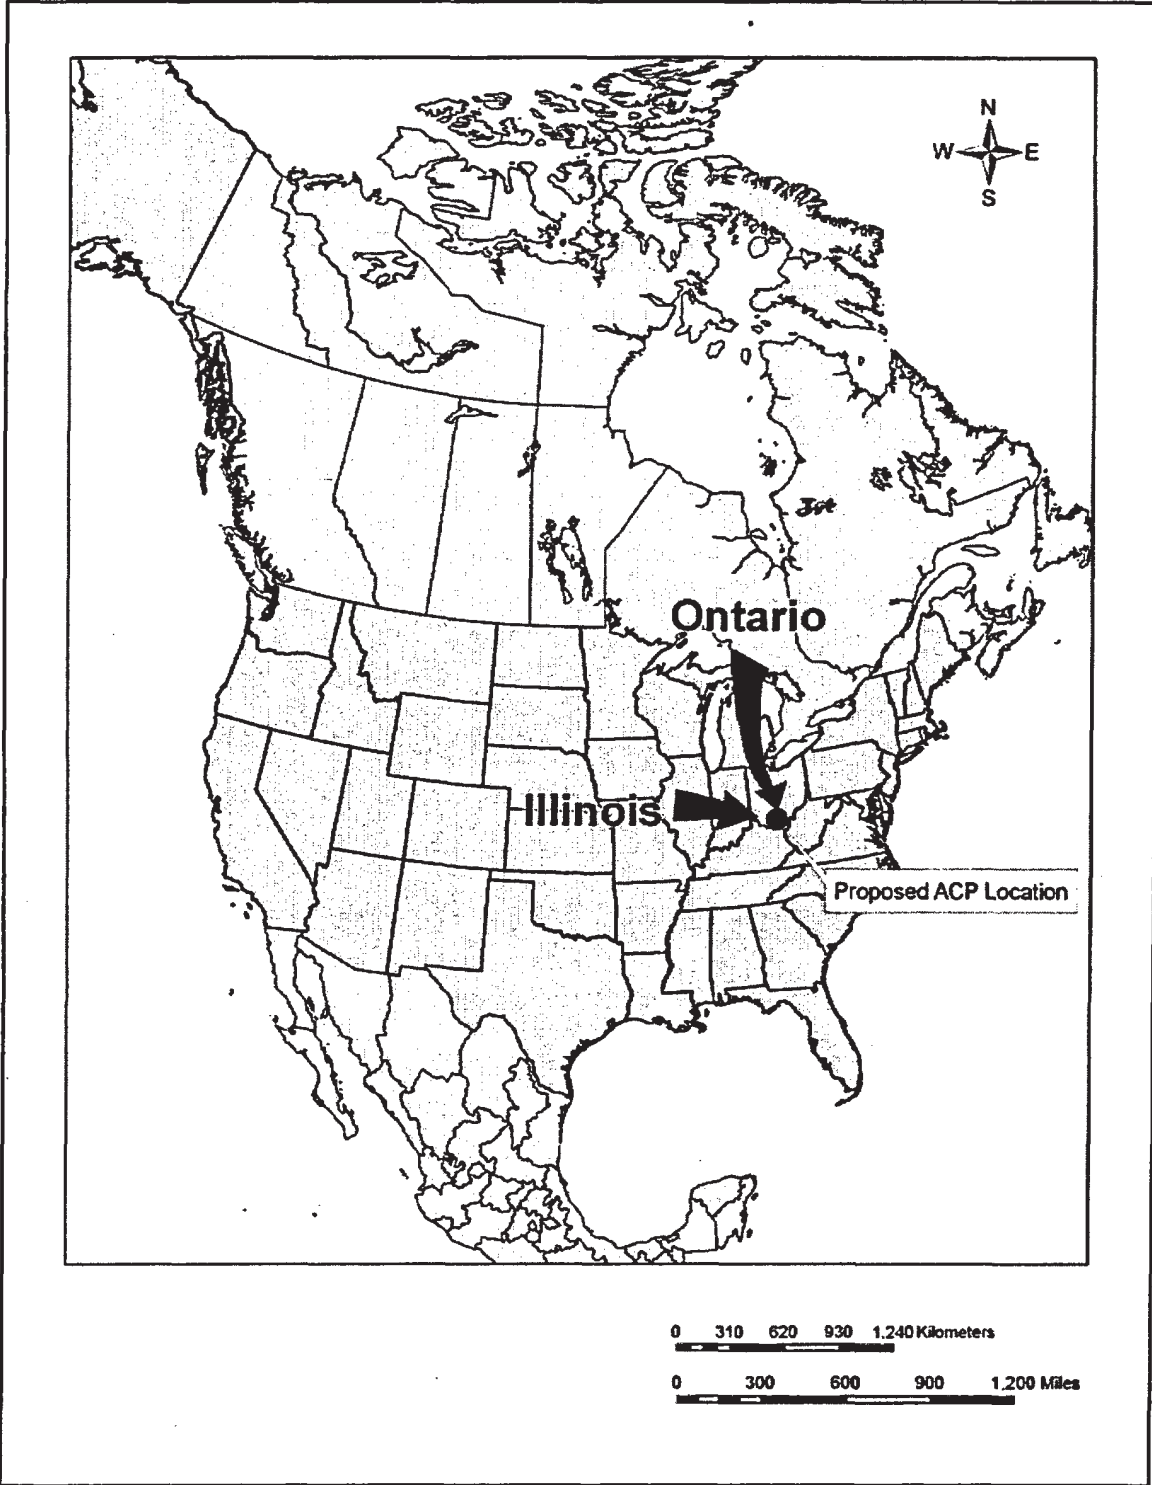 N
W E
S
Ontario
Illinois
Proposed ACP Location
0 310 620 930 1,240 Kilometers
0 300 600 900 1,200 Miles